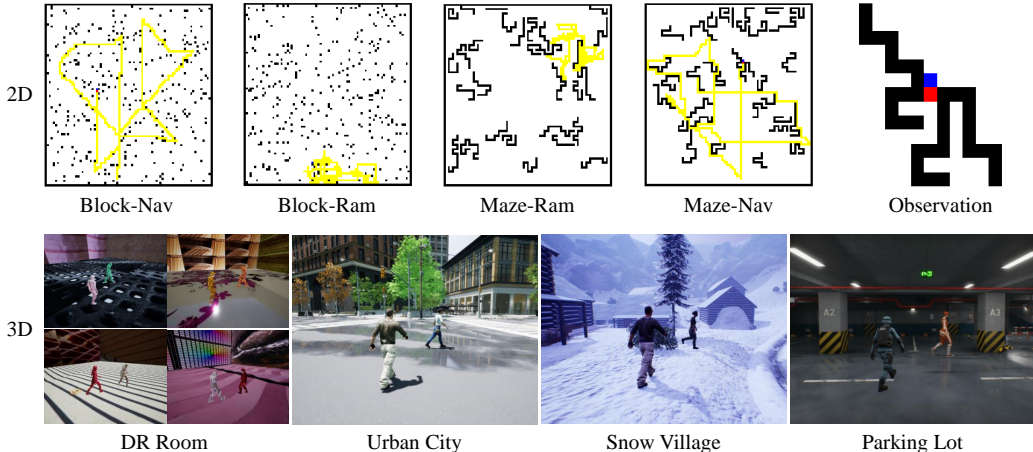 2D
Block-Nav
Block-Ram
Maze-Ram
Maze-Nav
Observation
3D
A2
A3
DR Room
Urban City
Snow Village
Parking Lot